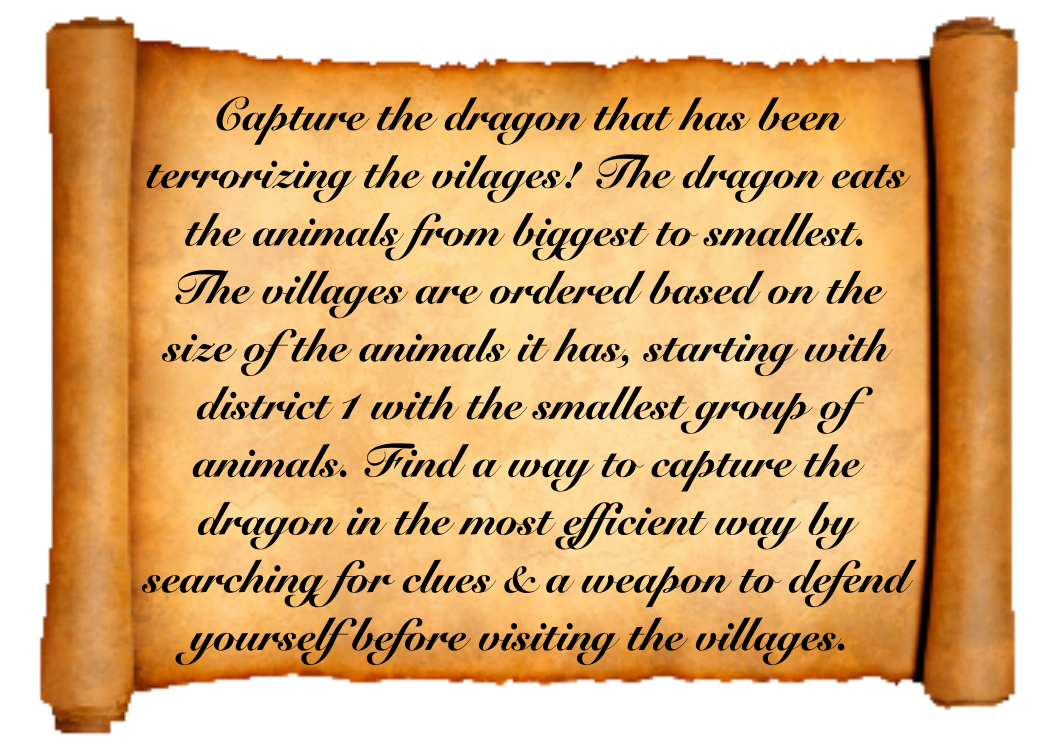 Capture the dragon that has been
terrorizing the vilages! The dragon eats
the animals from biggest to smallest.
The villages are ordered based on the
size of the animals it has, starting with
district 1 with the smallest group of
animals. Find a way to capture the
dragon in the most efficient way by
searching for clues & a weapon to defend
yourself before visiting the villages.